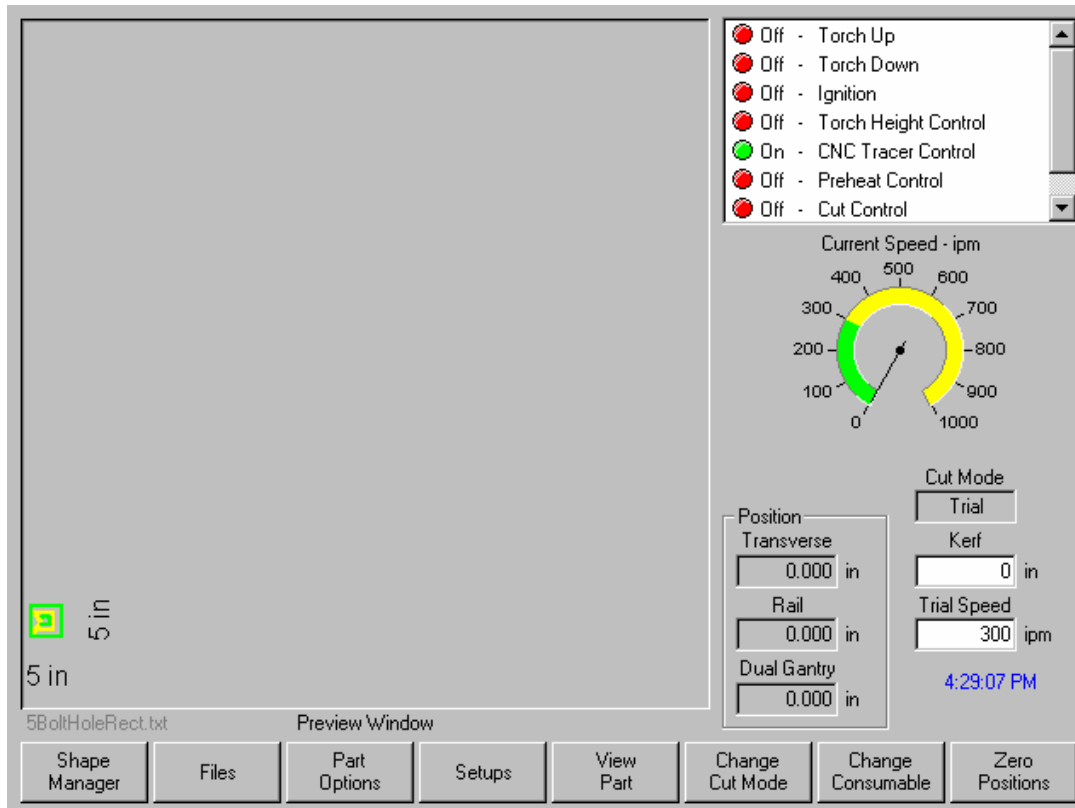 Off - Torch Up
Off - Torch Down
Off - Ignition
Off - Torch Height Control
On - CNC Tracer Control
Off - Preheat Control
Off - Cut Control
Current Speed - ipm
0
100
200
300
400
500
600
700
800
900
1000
Cut Mode
Trial
Position
Transverse
0.000 in
Rail
0.000 in
Dual Gantry
0.000 in
Kerf
0 in
Trial Speed
300 ipm
4:29:07 PM
5 in
5 in
5BoltHoleRect.txt
Preview Window
Shape
Manager
Files
Part
Options
Setups
View
Part
Change
Cut Mode
Change
Consumable
Zero
Positions